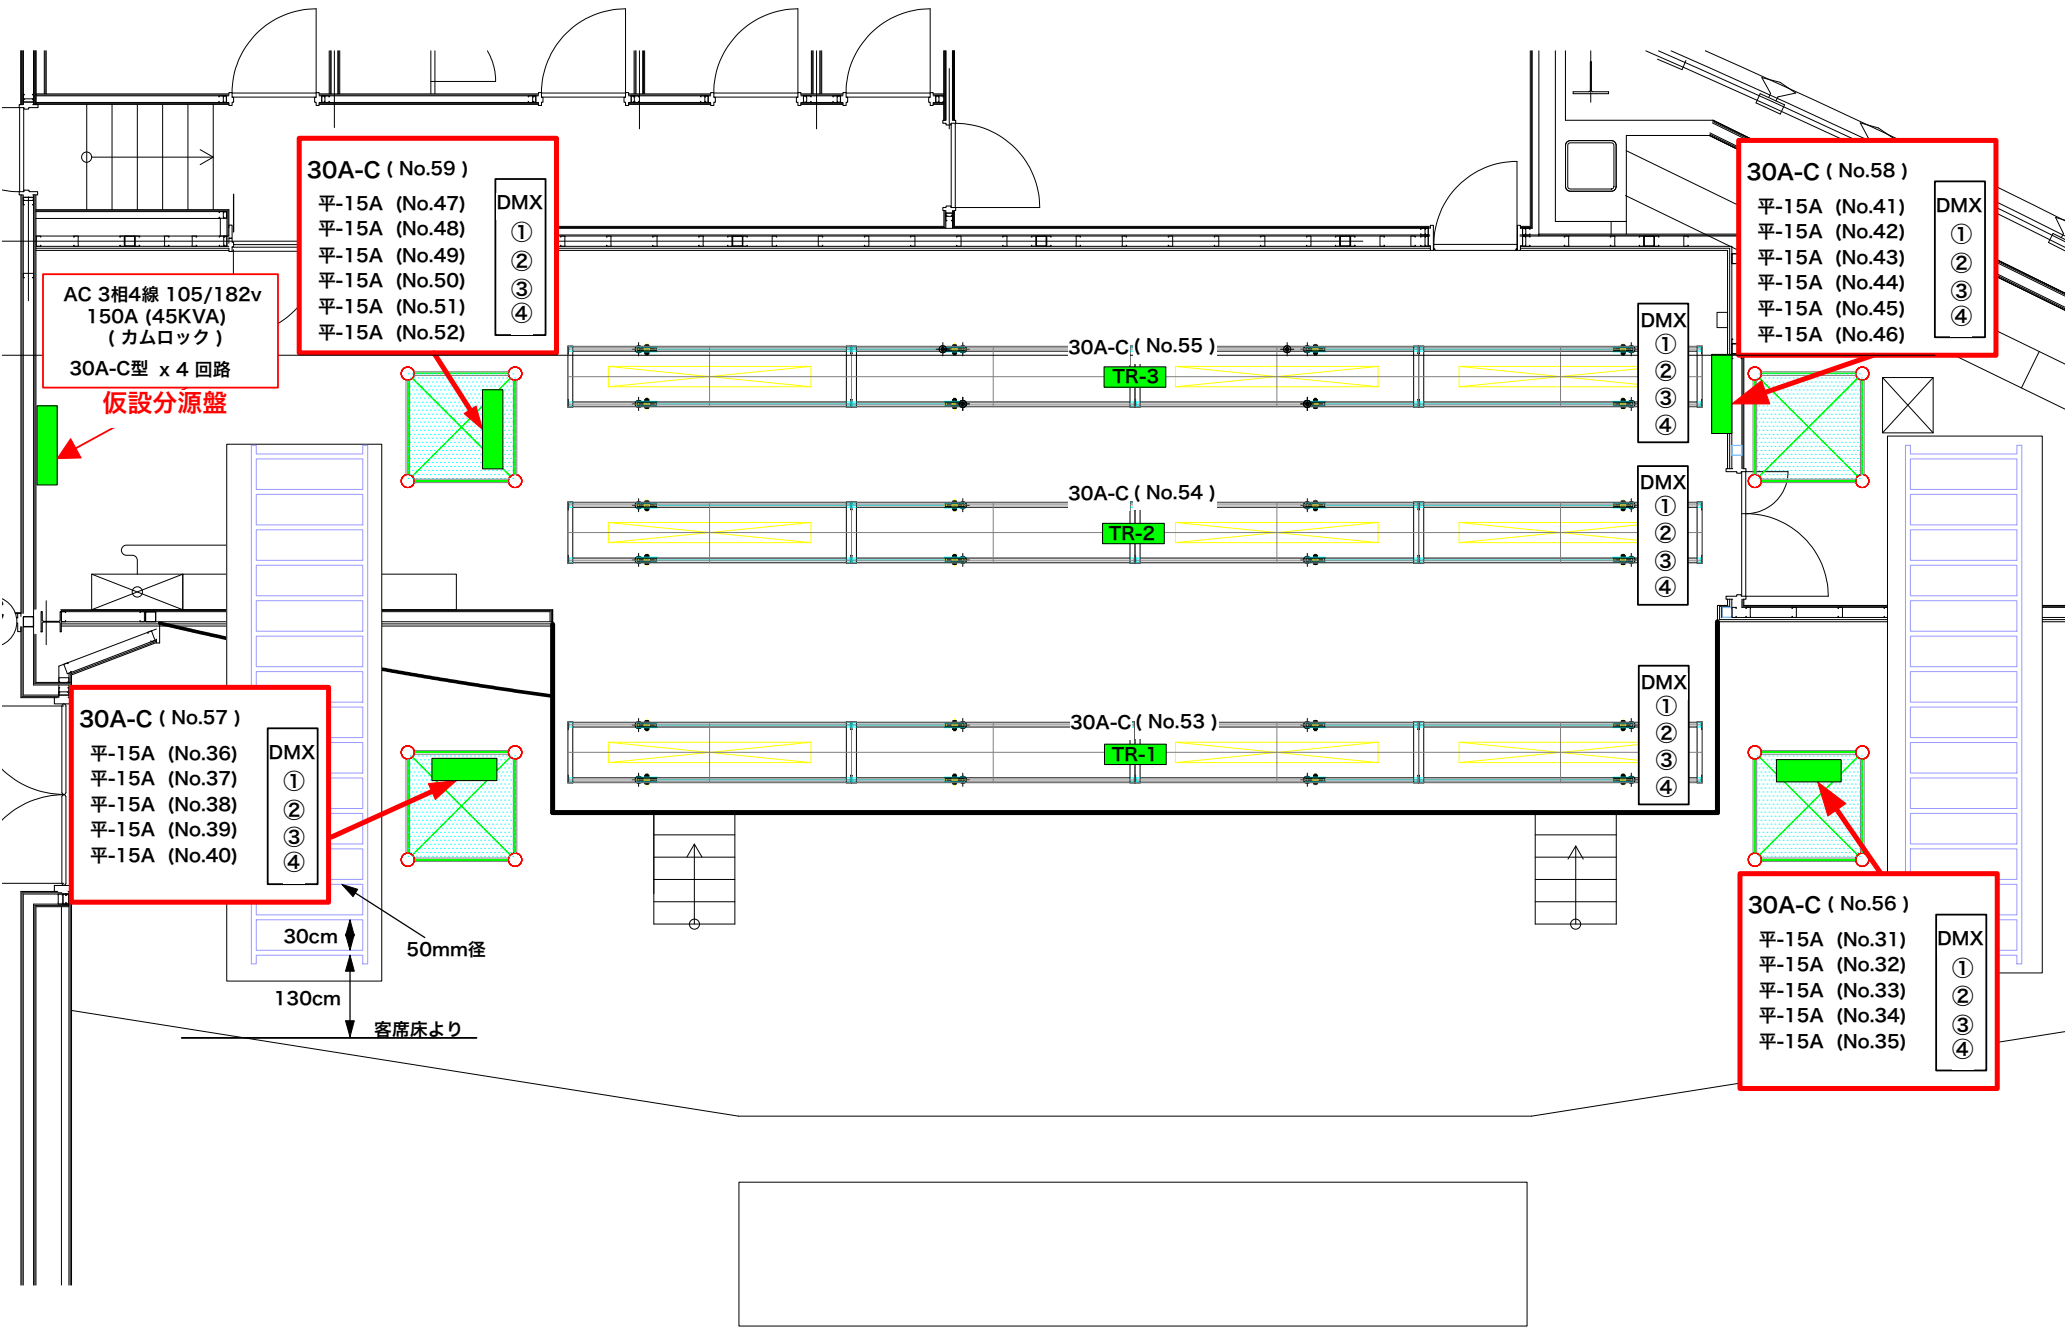 30A-C ( No.59 )
平-15A (No.47)
平-15A (No.48)
平-15A (No.49)
平-15A (No.50)
平-15A (No.51)
平-15A (No.52)
DMX
①
②
③
④
30A-C ( No.58 )
平-15A (No.41)
平-15A (No.42)
平-15A (No.43)
平-15A (No.44)
平-15A (No.45)
平-15A (No.46)
DMX
①
②
③
④
AC 3相4線 105/182v
150A (45KVA)
( カムロック )
30A-C型 x 4 回路
仮設分源盤
30A-C ( No.55 )
TR-3
DMX
①
②
③
④
30A-C ( No.54 )
TR-2
DMX
①
②
③
④
30A-C ( No.53 )
TR-1
DMX
①
②
③
④
30A-C ( No.57 )
平-15A (No.36)
平-15A (No.37)
平-15A (No.38)
平-15A (No.39)
平-15A (No.40)
DMX
①
②
③
④
30A-C ( No.56 )
平-15A (No.31)
平-15A (No.32)
平-15A (No.33)
平-15A (No.34)
平-15A (No.35)
DMX
①
②
③
④
30cm
50mm径
130cm
客席床より